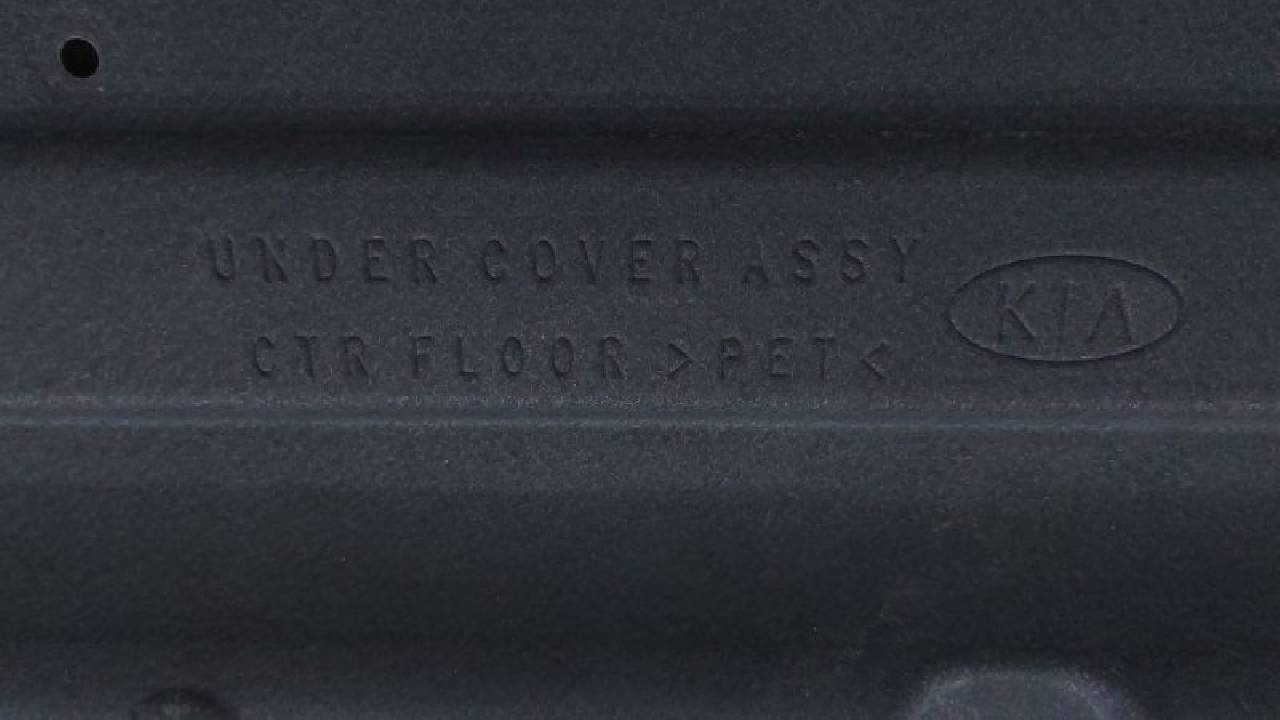 UNDER COVER ASSY
CTR FLOOR >PET<
KIA